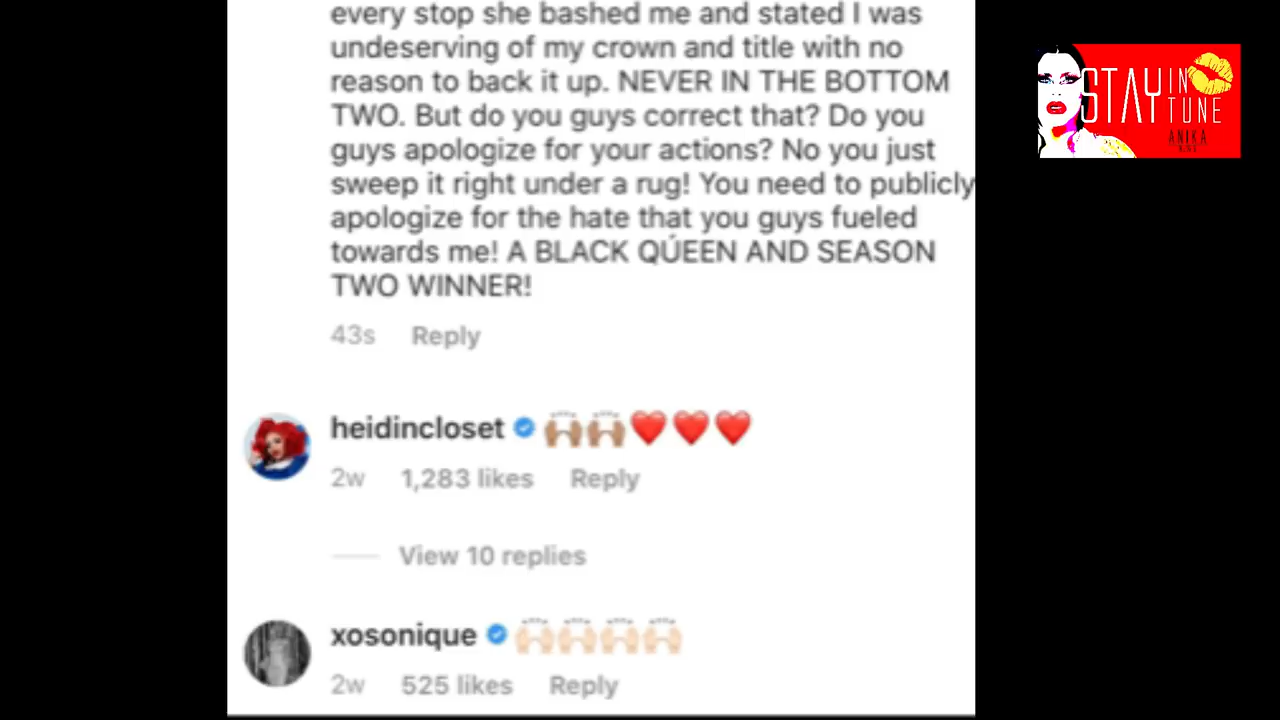 every stop she bashed me and stated I was
undeserving of my crown and title with no
reason to back it up. NEVER IN THE BOTTOM
TWO. But do you guys correct that? Do you
guys apologize for your actions? No you just
sweep it right under a rug! You need to publicly
apologize for the hate that you guys fueled
towards me! A BLACK QÚEEN AND SEASON
TWO WINNER!
43s Reply
heidincloset 🙌🏽🙌🏽❤️❤️❤️
2w 1,283 likes Reply
View 10 replies
xosonique 🙌🏻🙌🏻🙌🏻🙌🏻
2w 525 likes Reply
STAY IN TUNE
ANIKA